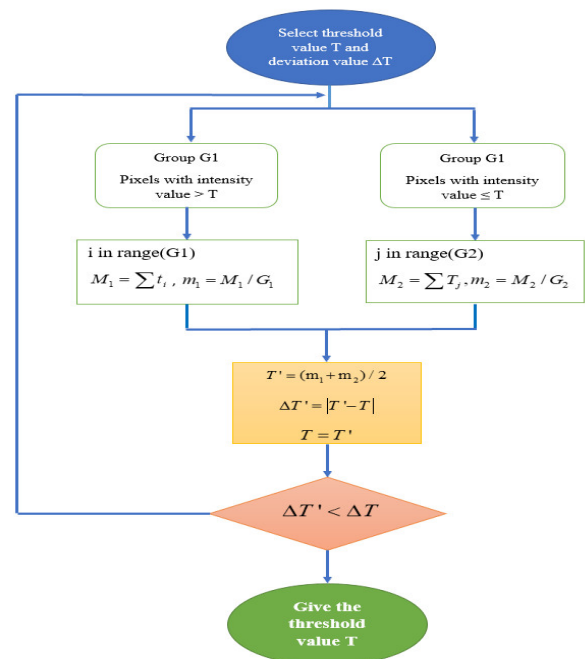 Select threshold
value T and
deviation value ΔT
Group G1
Pixels with intensity
value > T
Group G1
Pixels with intensity
value ≤ T
i in range(G1)
M₁ = ∑ tᵢ , m₁ = M₁ / G₁
j in range(G2)
M₂ = ∑ Tⱼ, m₂ = M₂ / G₂
T' = (m₁+m₂) / 2
ΔT' = |T'−T|
T = T'
ΔT' < ΔT
Give the
threshold
value T